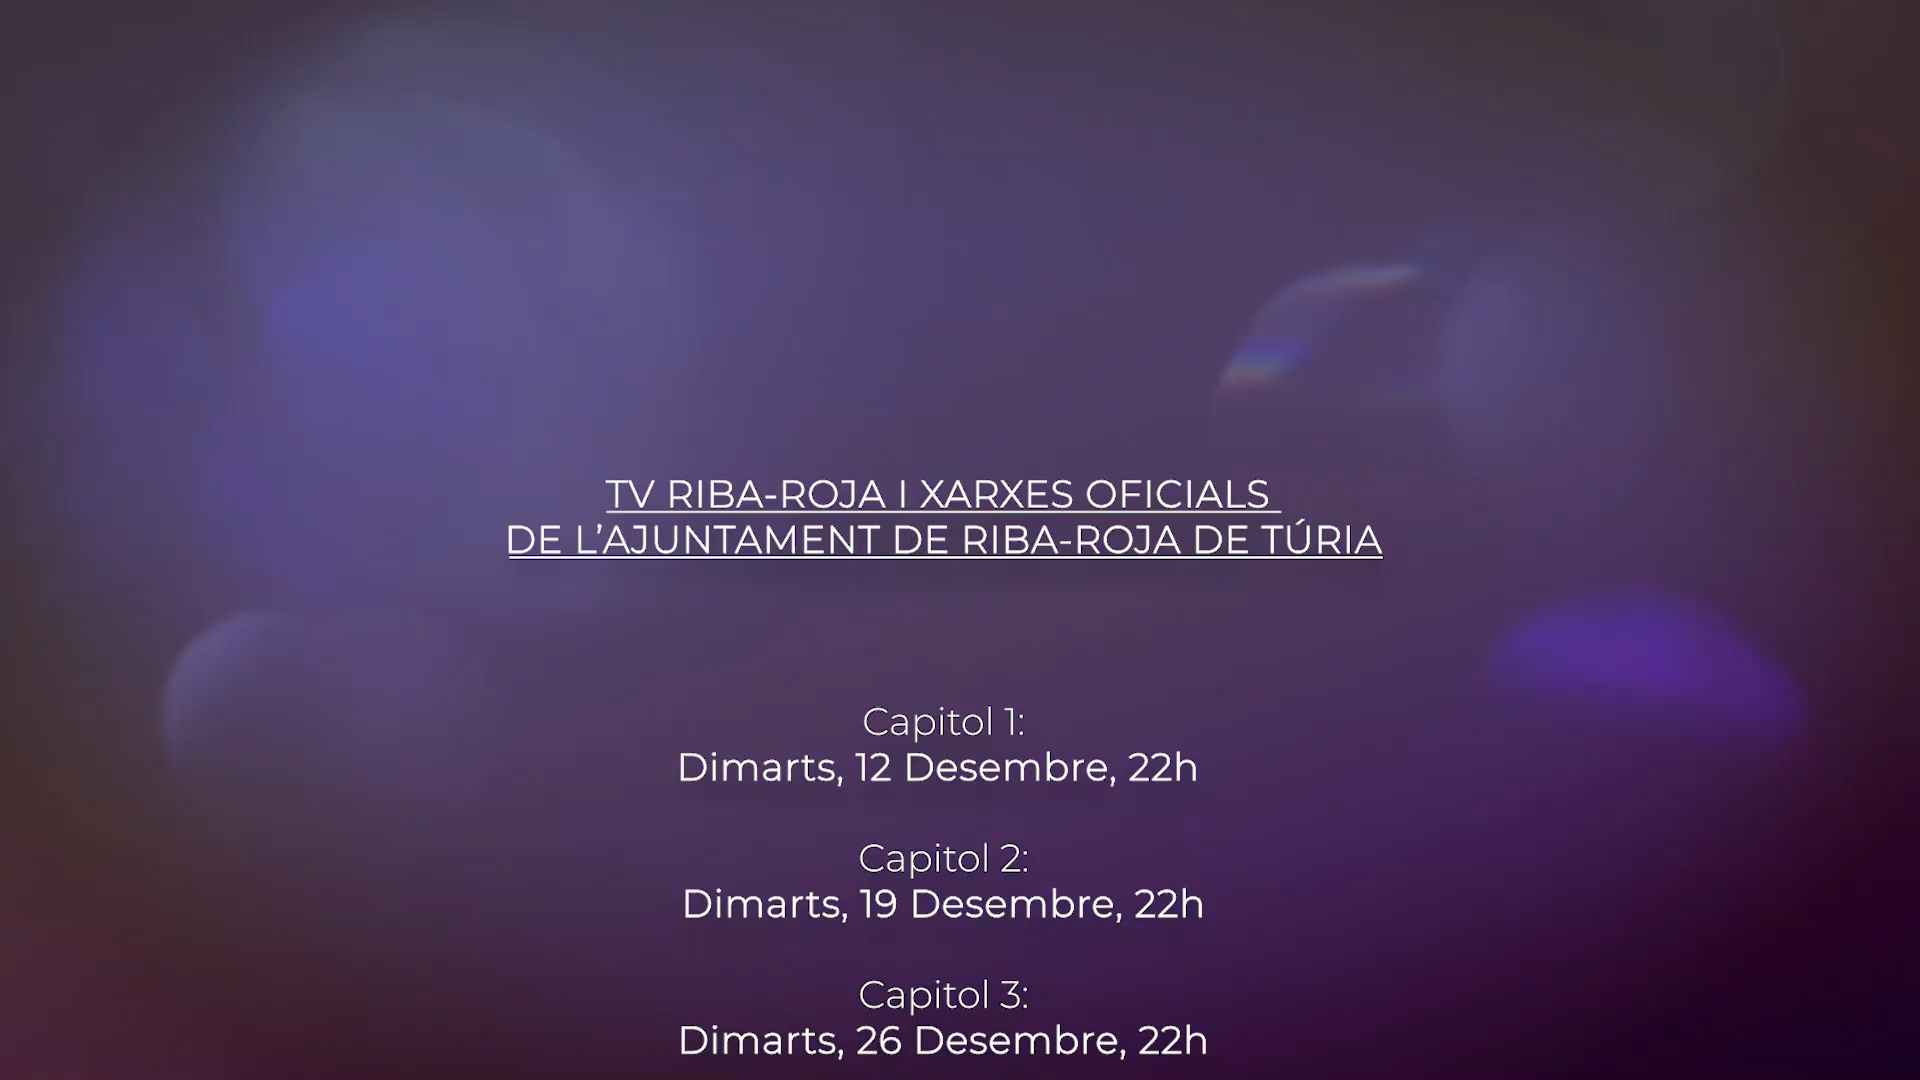 TV RIBA-ROJA I XARXES OFICIALS
DE L’AJUNTAMENT DE RIBA-ROJA DE TÚRIA
Capitol 1:
Dimarts, 12 Desembre, 22h
Capitol 2:
Dimarts, 19 Desembre, 22h
Capitol 3:
Dimarts, 26 Desembre, 22h